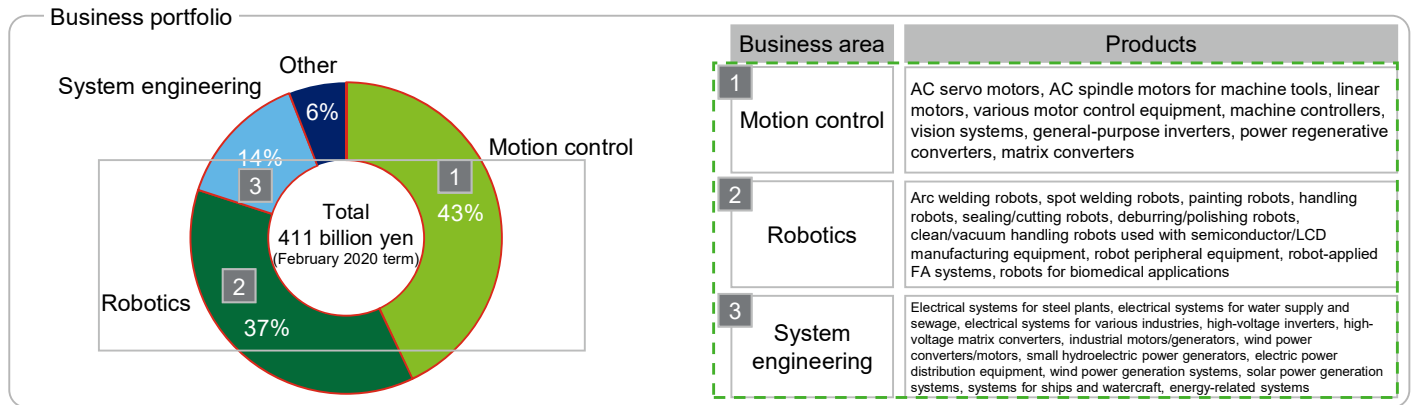 Business portfolio
Other
System engineering
6%
14%
3
Motion control
1
43%
Total
411 billion yen
(February 2020 term)
2
Robotics
37%
Business area
Products
1
Motion control
AC servo motors, AC spindle motors for machine tools, linear
motors, various motor control equipment, machine controllers,
vision systems, general-purpose inverters, power regenerative
converters, matrix converters
2
Robotics
Arc welding robots, spot welding robots, painting robots, handling
robots, sealing/cutting robots, deburring/polishing robots,
clean/vacuum handling robots used with semiconductor/LCD
manufacturing equipment, robot peripheral equipment, robot-applied
FA systems, robots for biomedical applications
3
System
engineering
Electrical systems for steel plants, electrical systems for water supply and
sewage, electrical systems for various industries, high-voltage inverters, high-
voltage matrix converters, industrial motors/generators, wind power
converters/motors, small hydroelectric power generators, electric power
distribution equipment, wind power generation systems, solar power generation
systems, systems for ships and watercraft, energy-related systems